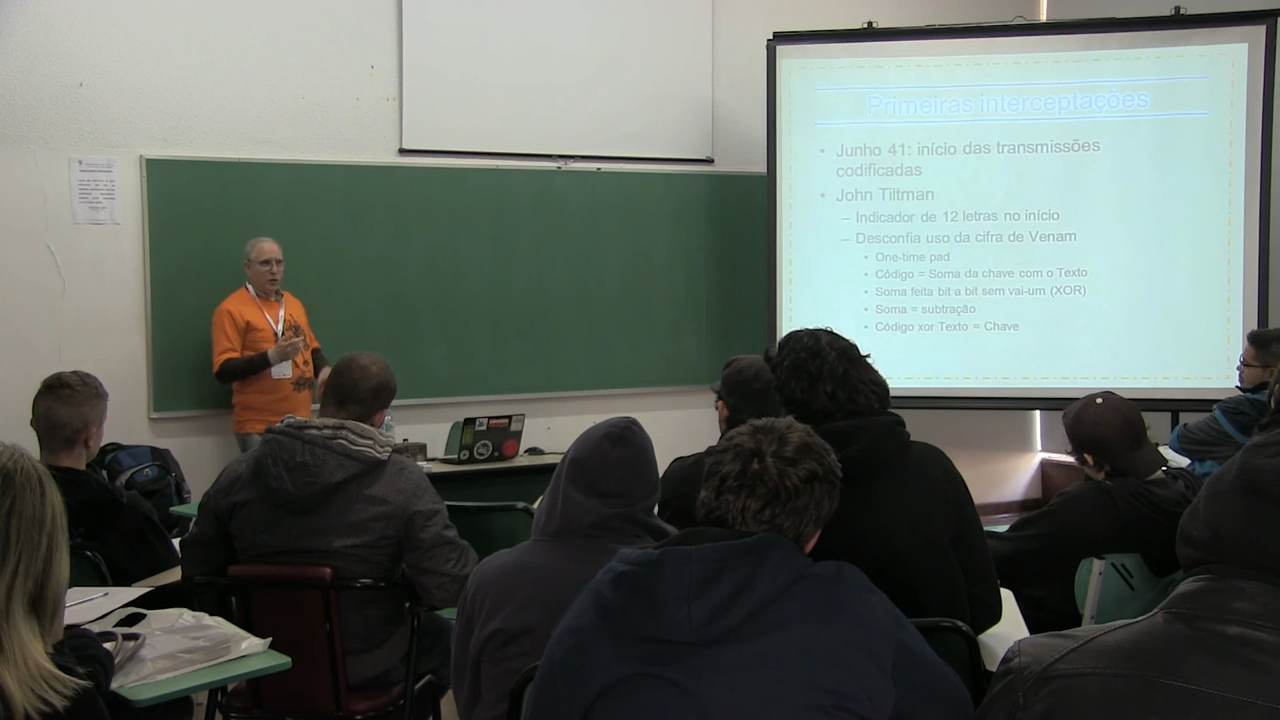 Primeiras interceptações
• Junho 41: início das transmissões
codificadas
• John Tiltman
– Indicador de 12 letras no início
– Desconfia uso da cifra de Venam
• One-time pad
• Código = Soma da chave com o Texto
• Soma feita bit a bit sem vai-um (XOR)
• Soma = subtração
• Código xor Texto = Chave